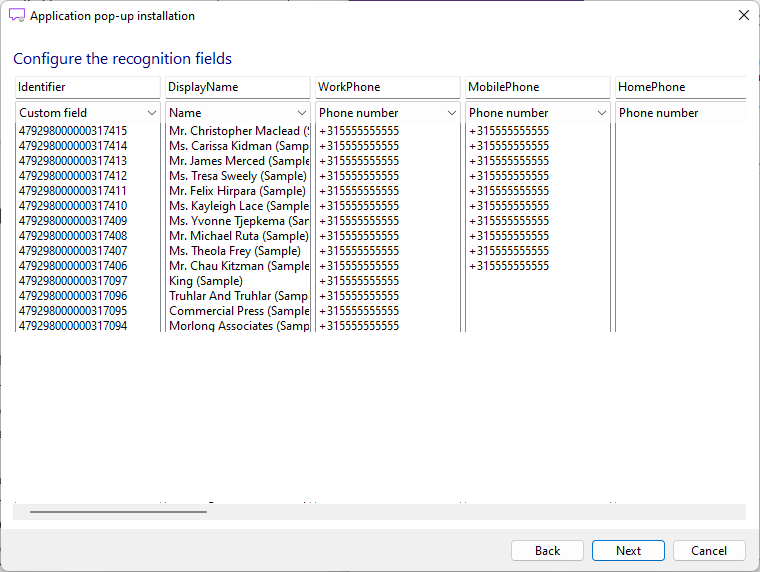 Application pop-up installation
Configure the recognition fields
Identifier DisplayName WorkPhone MobilePhone HomePhone
Custom field Name Phone number Phone number Phone number
479298000000317415 Mr. Christopher Maclead (S +315555555555 +315555555555
479298000000317414 Ms. Carissa Kidman (Samp +315555555555 +315555555555
479298000000317413 Mr. James Merced (Sample +315555555555 +315555555555
479298000000317412 Ms. Tresa Sweely (Sample) +315555555555 +315555555555
479298000000317411 Mr. Felix Hirpara (Sample) +315555555555 +315555555555
479298000000317410 Ms. Kayleigh Lace (Sample +315555555555 +315555555555
479298000000317409 Ms. Yvonne Tjepkema (Sar +315555555555 +315555555555
479298000000317408 Mr. Michael Ruta (Sample) +315555555555 +315555555555
479298000000317407 Ms. Theola Frey (Sample) +315555555555 +315555555555
479298000000317406 Mr. Chau Kitzman (Sample +315555555555 +315555555555
479298000000317097 King (Sample) +315555555555
479298000000317096 Truhlar And Truhlar (Samp +315555555555
479298000000317095 Commercial Press (Sample +315555555555
479298000000317094 Morlong Associates (Samp +315555555555
Back Next Cancel